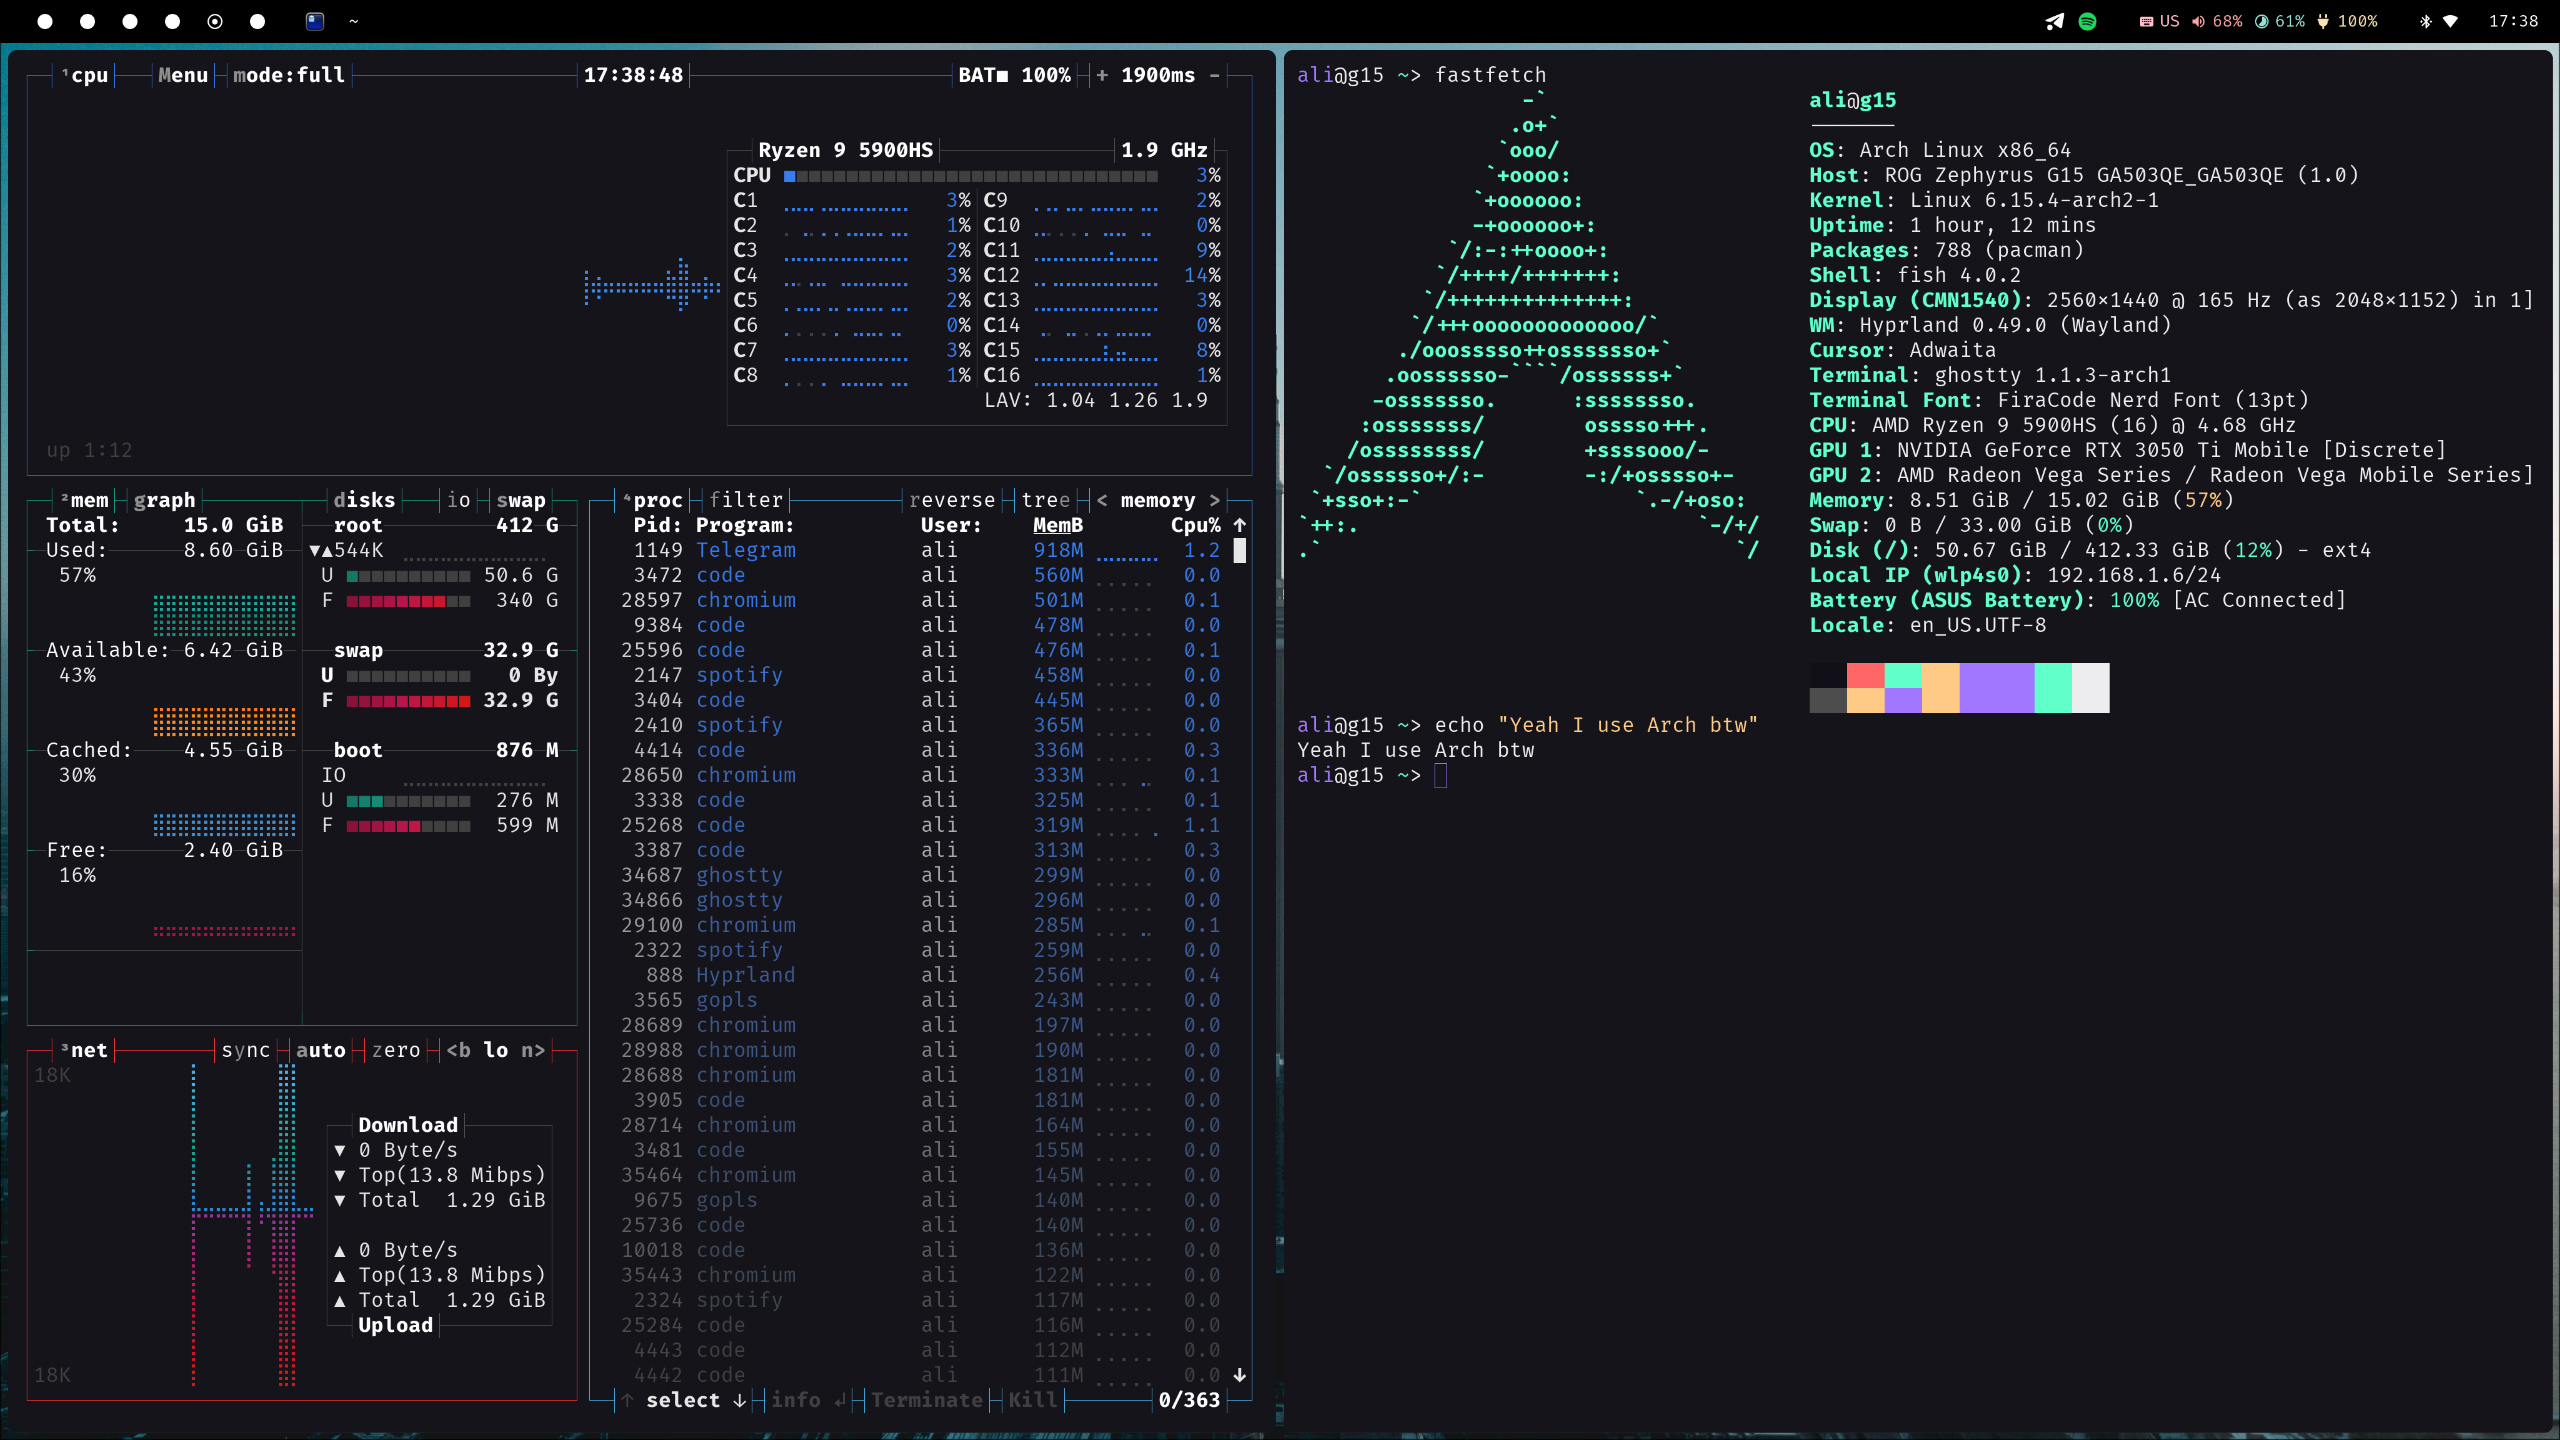 ~ US 68% 61% 100% 17:38
¹cpu Menu mode:full 17:38:48 BAT■ 100% + 1900ms -
Ryzen 9 5900HS 1.9 GHz
CPU 3%
C1 3% C9 2%
C2 1% C10 0%
C3 2% C11 9%
C4 3% C12 14%
C5 2% C13 3%
C6 0% C14 0%
C7 3% C15 8%
C8 1% C16 1%
LAV: 1.04 1.26 1.9
up 1:12
²mem graph disks io swap
Total: 15.0 GiB root 412 G
Used: 8.60 GiB ▼▲544K
57% U 50.6 G
F 340 G
Available: 6.42 GiB swap 32.9 G
43% U 0 By
F 32.9 G
Cached: 4.55 GiB boot 876 M
30% IO
U 276 M
F 599 M
Free: 2.40 GiB
16%
³net sync auto zero <b lo n>
18K
Download
▼ 0 Byte/s
▼ Top(13.8 Mibps)
▼ Total 1.29 GiB
▲ 0 Byte/s
▲ Top(13.8 Mibps)
▲ Total 1.29 GiB
Upload
18K
⁴proc filter reverse tree < memory >
Pid: Program: User: MemB Cpu% ↑
1149 Telegram ali 918M 1.2
3472 code ali 560M 0.0
28597 chromium ali 501M 0.1
9384 code ali 478M 0.0
25596 code ali 476M 0.1
2147 spotify ali 458M 0.0
3404 code ali 445M 0.0
2410 spotify ali 365M 0.0
4414 code ali 336M 0.3
28650 chromium ali 333M 0.1
3338 code ali 325M 0.1
25268 code ali 319M 1.1
3387 code ali 313M 0.3
34687 ghostty ali 299M 0.0
34866 ghostty ali 296M 0.0
29100 chromium ali 285M 0.1
2322 spotify ali 259M 0.0
888 Hyprland ali 256M 0.4
3565 gopls ali 243M 0.0
28689 chromium ali 197M 0.0
28988 chromium ali 190M 0.0
28688 chromium ali 181M 0.0
3905 code ali 181M 0.0
28714 chromium ali 164M 0.0
3481 code ali 155M 0.0
35464 chromium ali 145M 0.0
9675 gopls ali 140M 0.0
25736 code ali 140M 0.0
10018 code ali 136M 0.0
35443 chromium ali 122M 0.0
2324 spotify ali 117M 0.0
25284 code ali 116M 0.0
4443 code ali 112M 0.0
4442 code ali 111M 0.0 ↓
↑ select ↓ info ↲ Terminate Kill 0/363
ali@g15 ~> fastfetch
-`
.o+`
`ooo/
`+oooo:
`+oooooo:
-+oooooo+:
`/:-:++oooo+:
`/++++/+++++++:
`/++++++++++++++:
`/+++ooooooooooooo/`
./ooosssso++osssssso+`
.oossssso-````/ossssss+`
-osssssso. :ssssssso.
:osssssss/ osssso+++.
/ossssssss/ +ssssooo/-
`/ossssso+/:- -:/+osssso+-
`+sso+:-` `.-/+oso:
`++:. `-/+/
.` `/
ali@g15
OS: Arch Linux x86_64
Host: ROG Zephyrus G15 GA503QE_GA503QE (1.0)
Kernel: Linux 6.15.4-arch2-1
Uptime: 1 hour, 12 mins
Packages: 788 (pacman)
Shell: fish 4.0.2
Display (CMN1540): 2560×1440 @ 165 Hz (as 2048×1152) in 1]
WM: Hyprland 0.49.0 (Wayland)
Cursor: Adwaita
Terminal: ghostty 1.1.3-arch1
Terminal Font: FiraCode Nerd Font (13pt)
CPU: AMD Ryzen 9 5900HS (16) @ 4.68 GHz
GPU 1: NVIDIA GeForce RTX 3050 Ti Mobile [Discrete]
GPU 2: AMD Radeon Vega Series / Radeon Vega Mobile Series]
Memory: 8.51 GiB / 15.02 GiB (57%)
Swap: 0 B / 33.00 GiB (0%)
Disk (/): 50.67 GiB / 412.33 GiB (12%) - ext4
Local IP (wlp4s0): 192.168.1.6/24
Battery (ASUS Battery): 100% [AC Connected]
Locale: en_US.UTF-8
ali@g15 ~> echo "Yeah I use Arch btw"
Yeah I use Arch btw
ali@g15 ~>